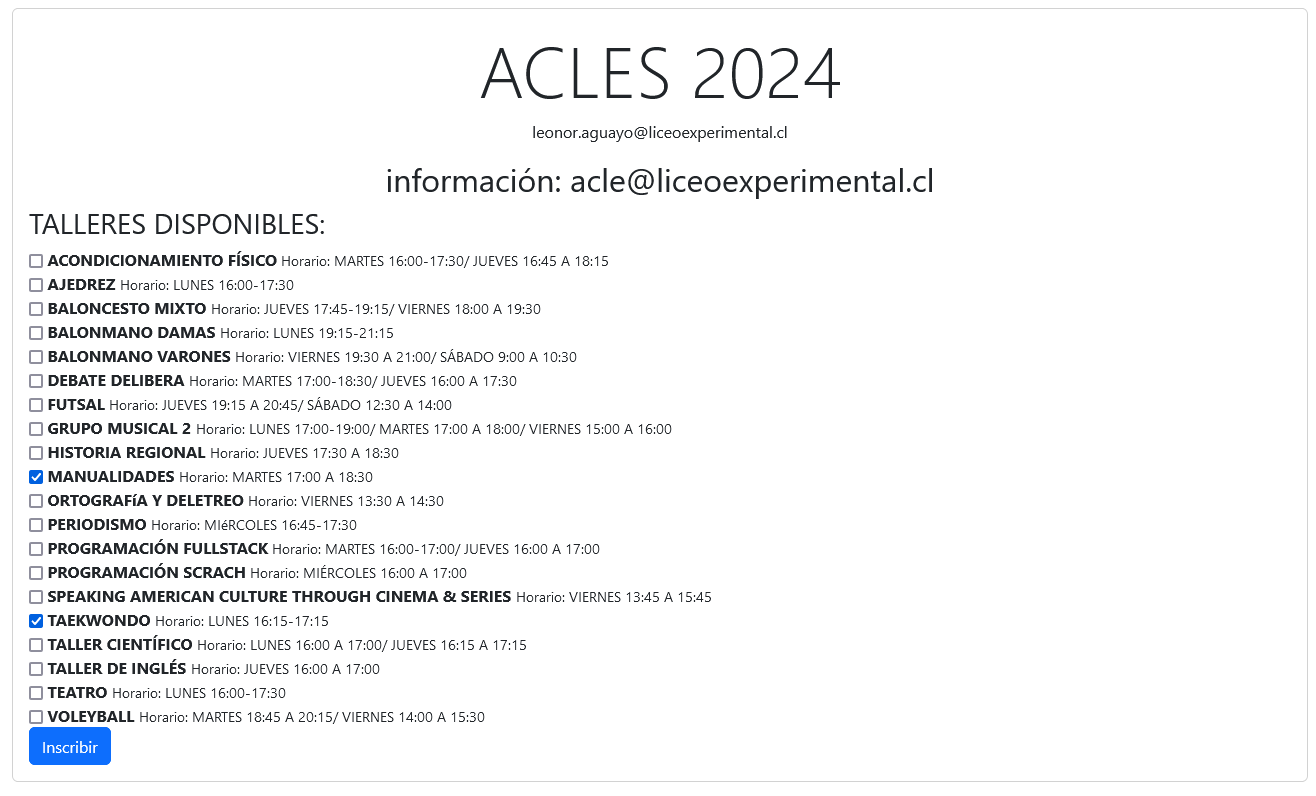 ACLES 2024
leonor.aguayo@liceoexperimental.cl
información: acle@liceoexperimental.cl
TALLERES DISPONIBLES:
ACONDICIONAMIENTO FÍSICO Horario: MARTES 16:00-17:30/ JUEVES 16:45 A 18:15
AJEDREZ Horario: LUNES 16:00-17:30
BALONCESTO MIXTO Horario: JUEVES 17:45-19:15/ VIERNES 18:00 A 19:30
BALONMANO DAMAS Horario: LUNES 19:15-21:15
BALONMANO VARONES Horario: VIERNES 19:30 A 21:00/ SÁBADO 9:00 A 10:30
DEBATE DELIBERA Horario: MARTES 17:00-18:30/ JUEVES 16:00 A 17:30
FUTSAL Horario: JUEVES 19:15 A 20:45/ SÁBADO 12:30 A 14:00
GRUPO MUSICAL 2 Horario: LUNES 17:00-19:00/ MARTES 17:00 A 18:00/ VIERNES 15:00 A 16:00
HISTORIA REGIONAL Horario: JUEVES 17:30 A 18:30
MANUALIDADES Horario: MARTES 17:00 A 18:30
ORTOGRAFíA Y DELETREO Horario: VIERNES 13:30 A 14:30
PERIODISMO Horario: MIéRCOLES 16:45-17:30
PROGRAMACIÓN FULLSTACK Horario: MARTES 16:00-17:00/ JUEVES 16:00 A 17:00
PROGRAMACIÓN SCRACH Horario: MIÉRCOLES 16:00 A 17:00
SPEAKING AMERICAN CULTURE THROUGH CINEMA & SERIES Horario: VIERNES 13:45 A 15:45
TAEKWONDO Horario: LUNES 16:15-17:15
TALLER CIENTÍFICO Horario: LUNES 16:00 A 17:00/ JUEVES 16:15 A 17:15
TALLER DE INGLÉS Horario: JUEVES 16:00 A 17:00
TEATRO Horario: LUNES 16:00-17:30
VOLEYBALL Horario: MARTES 18:45 A 20:15/ VIERNES 14:00 A 15:30
Inscribir